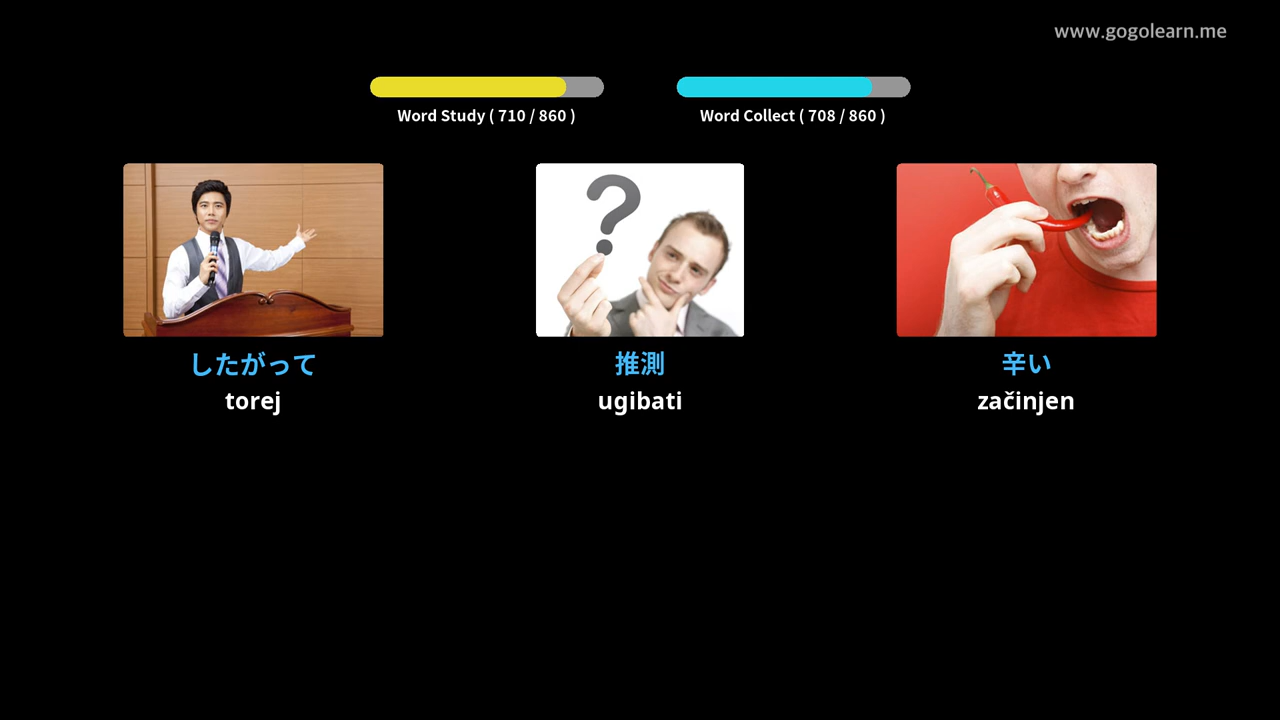 www.gogolearn.me
Word Study ( 710 / 860 )
Word Collect ( 708 / 860 )
したがって
torej
推測
ugibati
辛い
začinjen